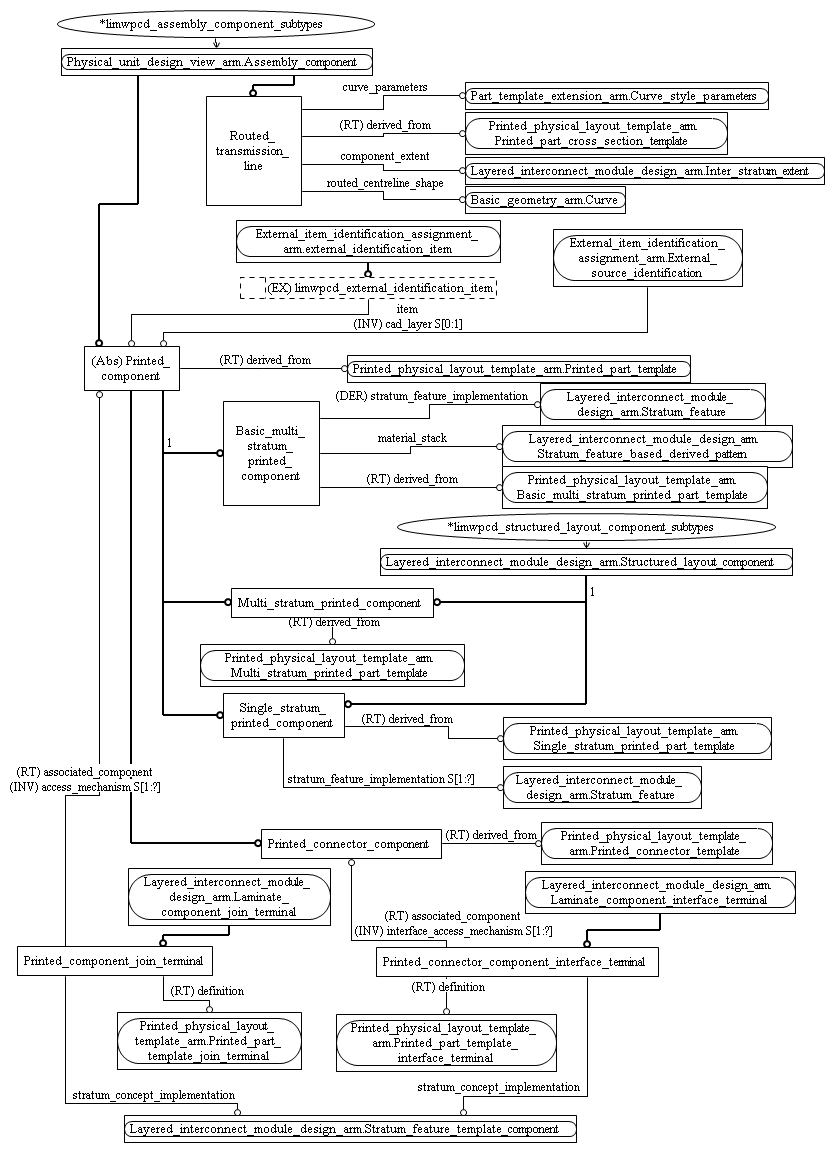 *limwpcd_assembly_component_subtypes
Physical_unit_design_view_arm.Assembly_component
curve_parameters
Part_template_extension_arm.Curve_style_parameters
Routed_
transmission_
line
(RT) derived_from
Printed_physical_layout_template_arm.
Printed_part_cross_section_template
component_extent
Layered_interconnect_module_design_arm.Inter_stratum_extent
routed_centreline_shape
Basic_geometry_arm.Curve
External_item_identification_assignment_
arm.external_identification_item
External_item_identification_
assignment_arm.External_
source_identification
(EX) limwpcd_external_identification_item
item
(INV) cad_layer S[0:1]
(Abs) Printed_
component
(RT) derived_from
Printed_physical_layout_template_arm.Printed_part_template
(DER) stratum_feature_implementation
Layered_interconnect_module_
design_arm.Stratum_feature
1
Basic_multi_
stratum_
printed_
component
material_stack
Layered_interconnect_module_design_arm.
Stratum_feature_based_derived_pattern
(RT) derived_from
Printed_physical_layout_template_arm.
Basic_multi_stratum_printed_part_template
*limwpcd_structured_layout_component_subtypes
Layered_interconnect_module_design_arm.Structured_layout_component
1
Multi_stratum_printed_component
(RT) derived_from
Printed_physical_layout_template_arm.
Multi_stratum_printed_part_template
Single_stratum_
printed_component
(RT) derived_from
Printed_physical_layout_template_arm.
Single_stratum_printed_part_template
(RT) associated_component
(INV) access_mechanism S[1:?]
stratum_feature_implementation S[1:?]
Layered_interconnect_module_
design_arm.Stratum_feature
Printed_connector_component
(RT) derived_from
Printed_physical_layout_template_
arm.Printed_connector_template
Layered_interconnect_module_
design_arm.Laminate_
component_join_terminal
Layered_interconnect_module_design_arm.
Laminate_component_interface_terminal
(RT) associated_component
(INV) interface_access_mechanism S[1:?]
Printed_component_join_terminal
Printed_connector_component_interface_terminal
(RT) definition
(RT) definition
Printed_physical_layout_
template_arm.Printed_part_
template_join_terminal
Printed_physical_layout_template_
arm.Printed_part_template_
interface_terminal
stratum_concept_implementation
stratum_concept_implementation
Layered_interconnect_module_design_arm.Stratum_feature_template_component